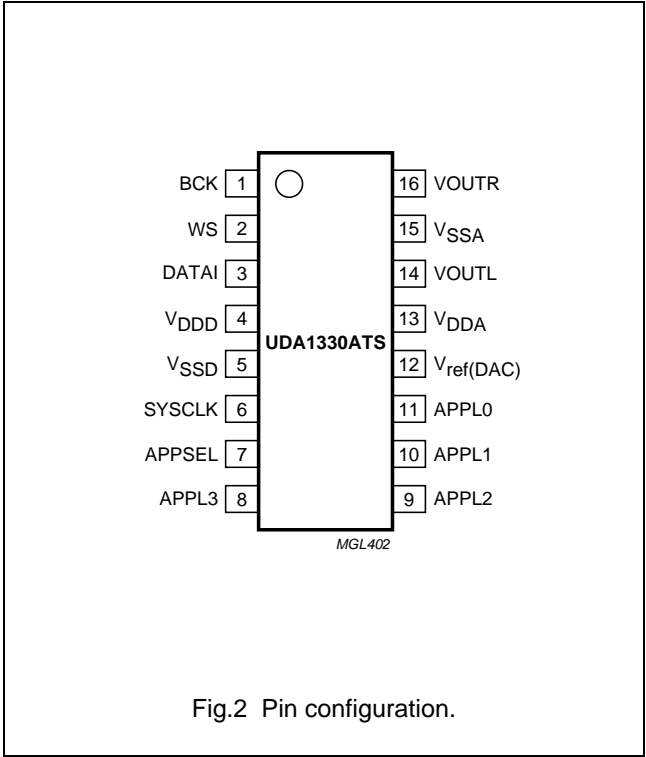 BCK 1 16 VOUTR
WS 2 15 VSSA
DATAI 3 14 VOUTL
VDDD 4 13 VDDA
UDA1330ATS
VSSD 5 12 Vref(DAC)
SYSCLK 6 11 APPL0
APPSEL 7 10 APPL1
APPL3 8 9 APPL2
MGL402
Fig.2 Pin configuration.